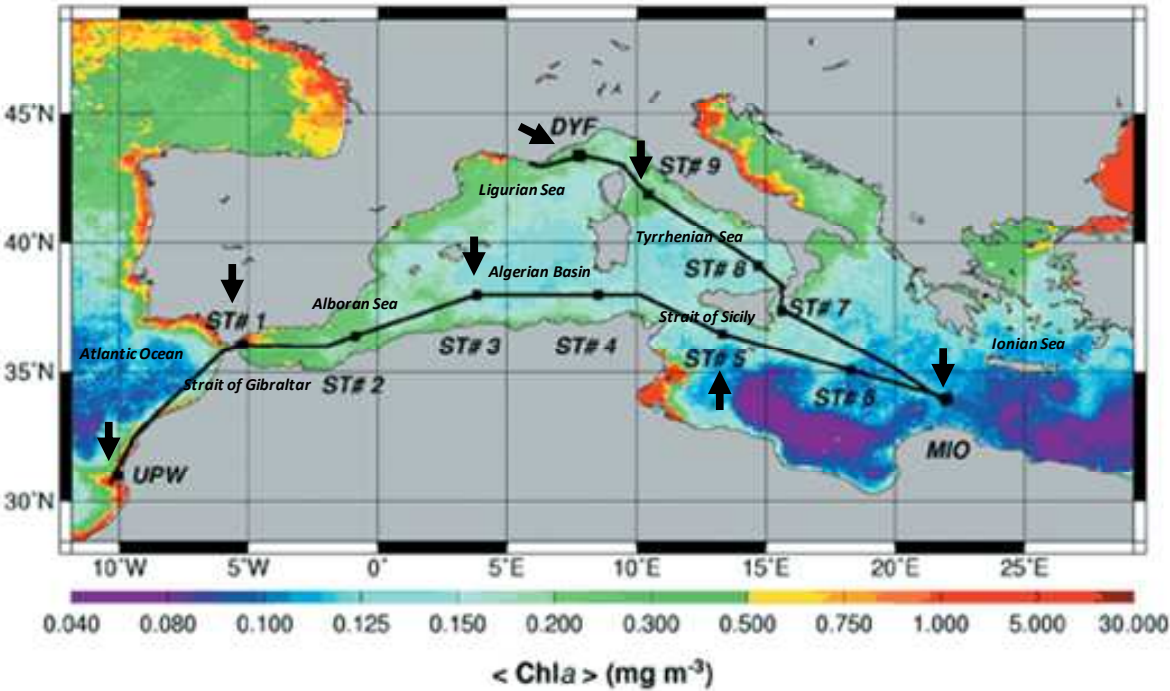 45°N
DYF
ST# 9
Ligurian Sea
40°N
Tyrrhenian Sea
ST# 8
Algerian Basin
Alboran Sea
ST# 7
ST# 1
Strait of Sicily
Atlantic Ocean
ST# 3
ST# 4
Ionian Sea
35°N
Strait of Gibraltar
ST# 2
ST# 5
ST# 6
MIO
UPW
30°N
10°W 5°W 0° 5°E 10°E 15°E 20°E 25°E
0.040 0.080 0.100 0.125 0.150 0.200 0.300 0.500 0.750 1.000 5.000 30.000
< Chla > (mg m-3)